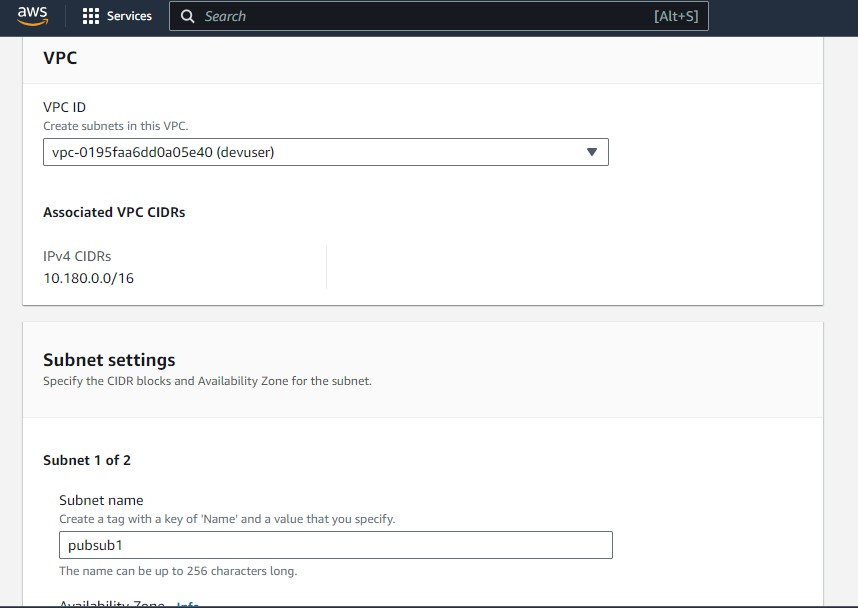 aws
Services
Search [Alt+S]
VPC
VPC ID
Create subnets in this VPC.
vpc-0195faa6dd0a05e40 (devuser)
Associated VPC CIDRs
IPv4 CIDRs
10.180.0.0/16
Subnet settings
Specify the CIDR blocks and Availability Zone for the subnet.
Subnet 1 of 2
Subnet name
Create a tag with a key of 'Name' and a value that you specify.
pubsub1
The name can be up to 256 characters long.
Availability Zone Info